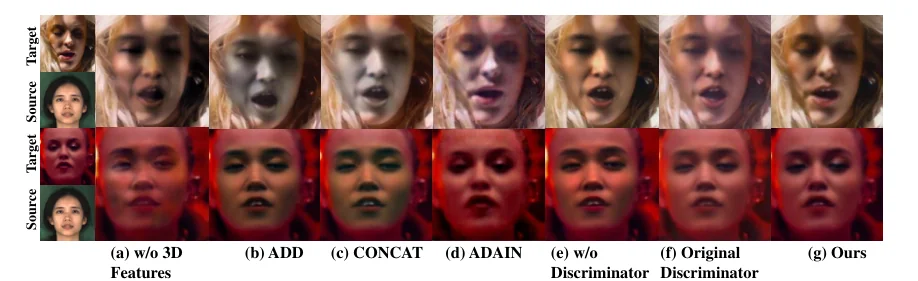 Target
Source
Target
Source
(a) w/o 3D
Features
(b) ADD
(c) CONCAT
(d) ADAIN
(e) w/o
Discriminator
(f) Original
Discriminator
(g) Ours